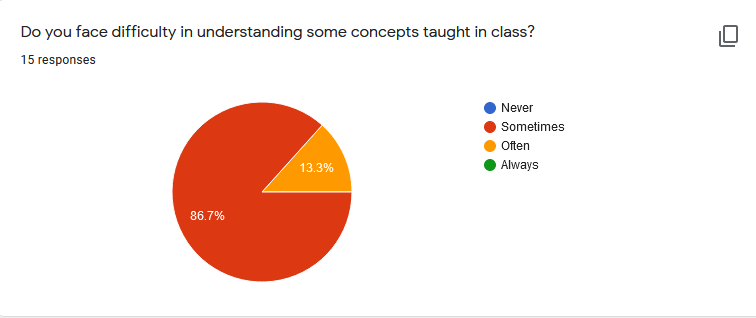 Do you face difficulty in understanding some concepts taught in class?
15 responses
Never
Sometimes
Often
Always
13.3%
86.7%